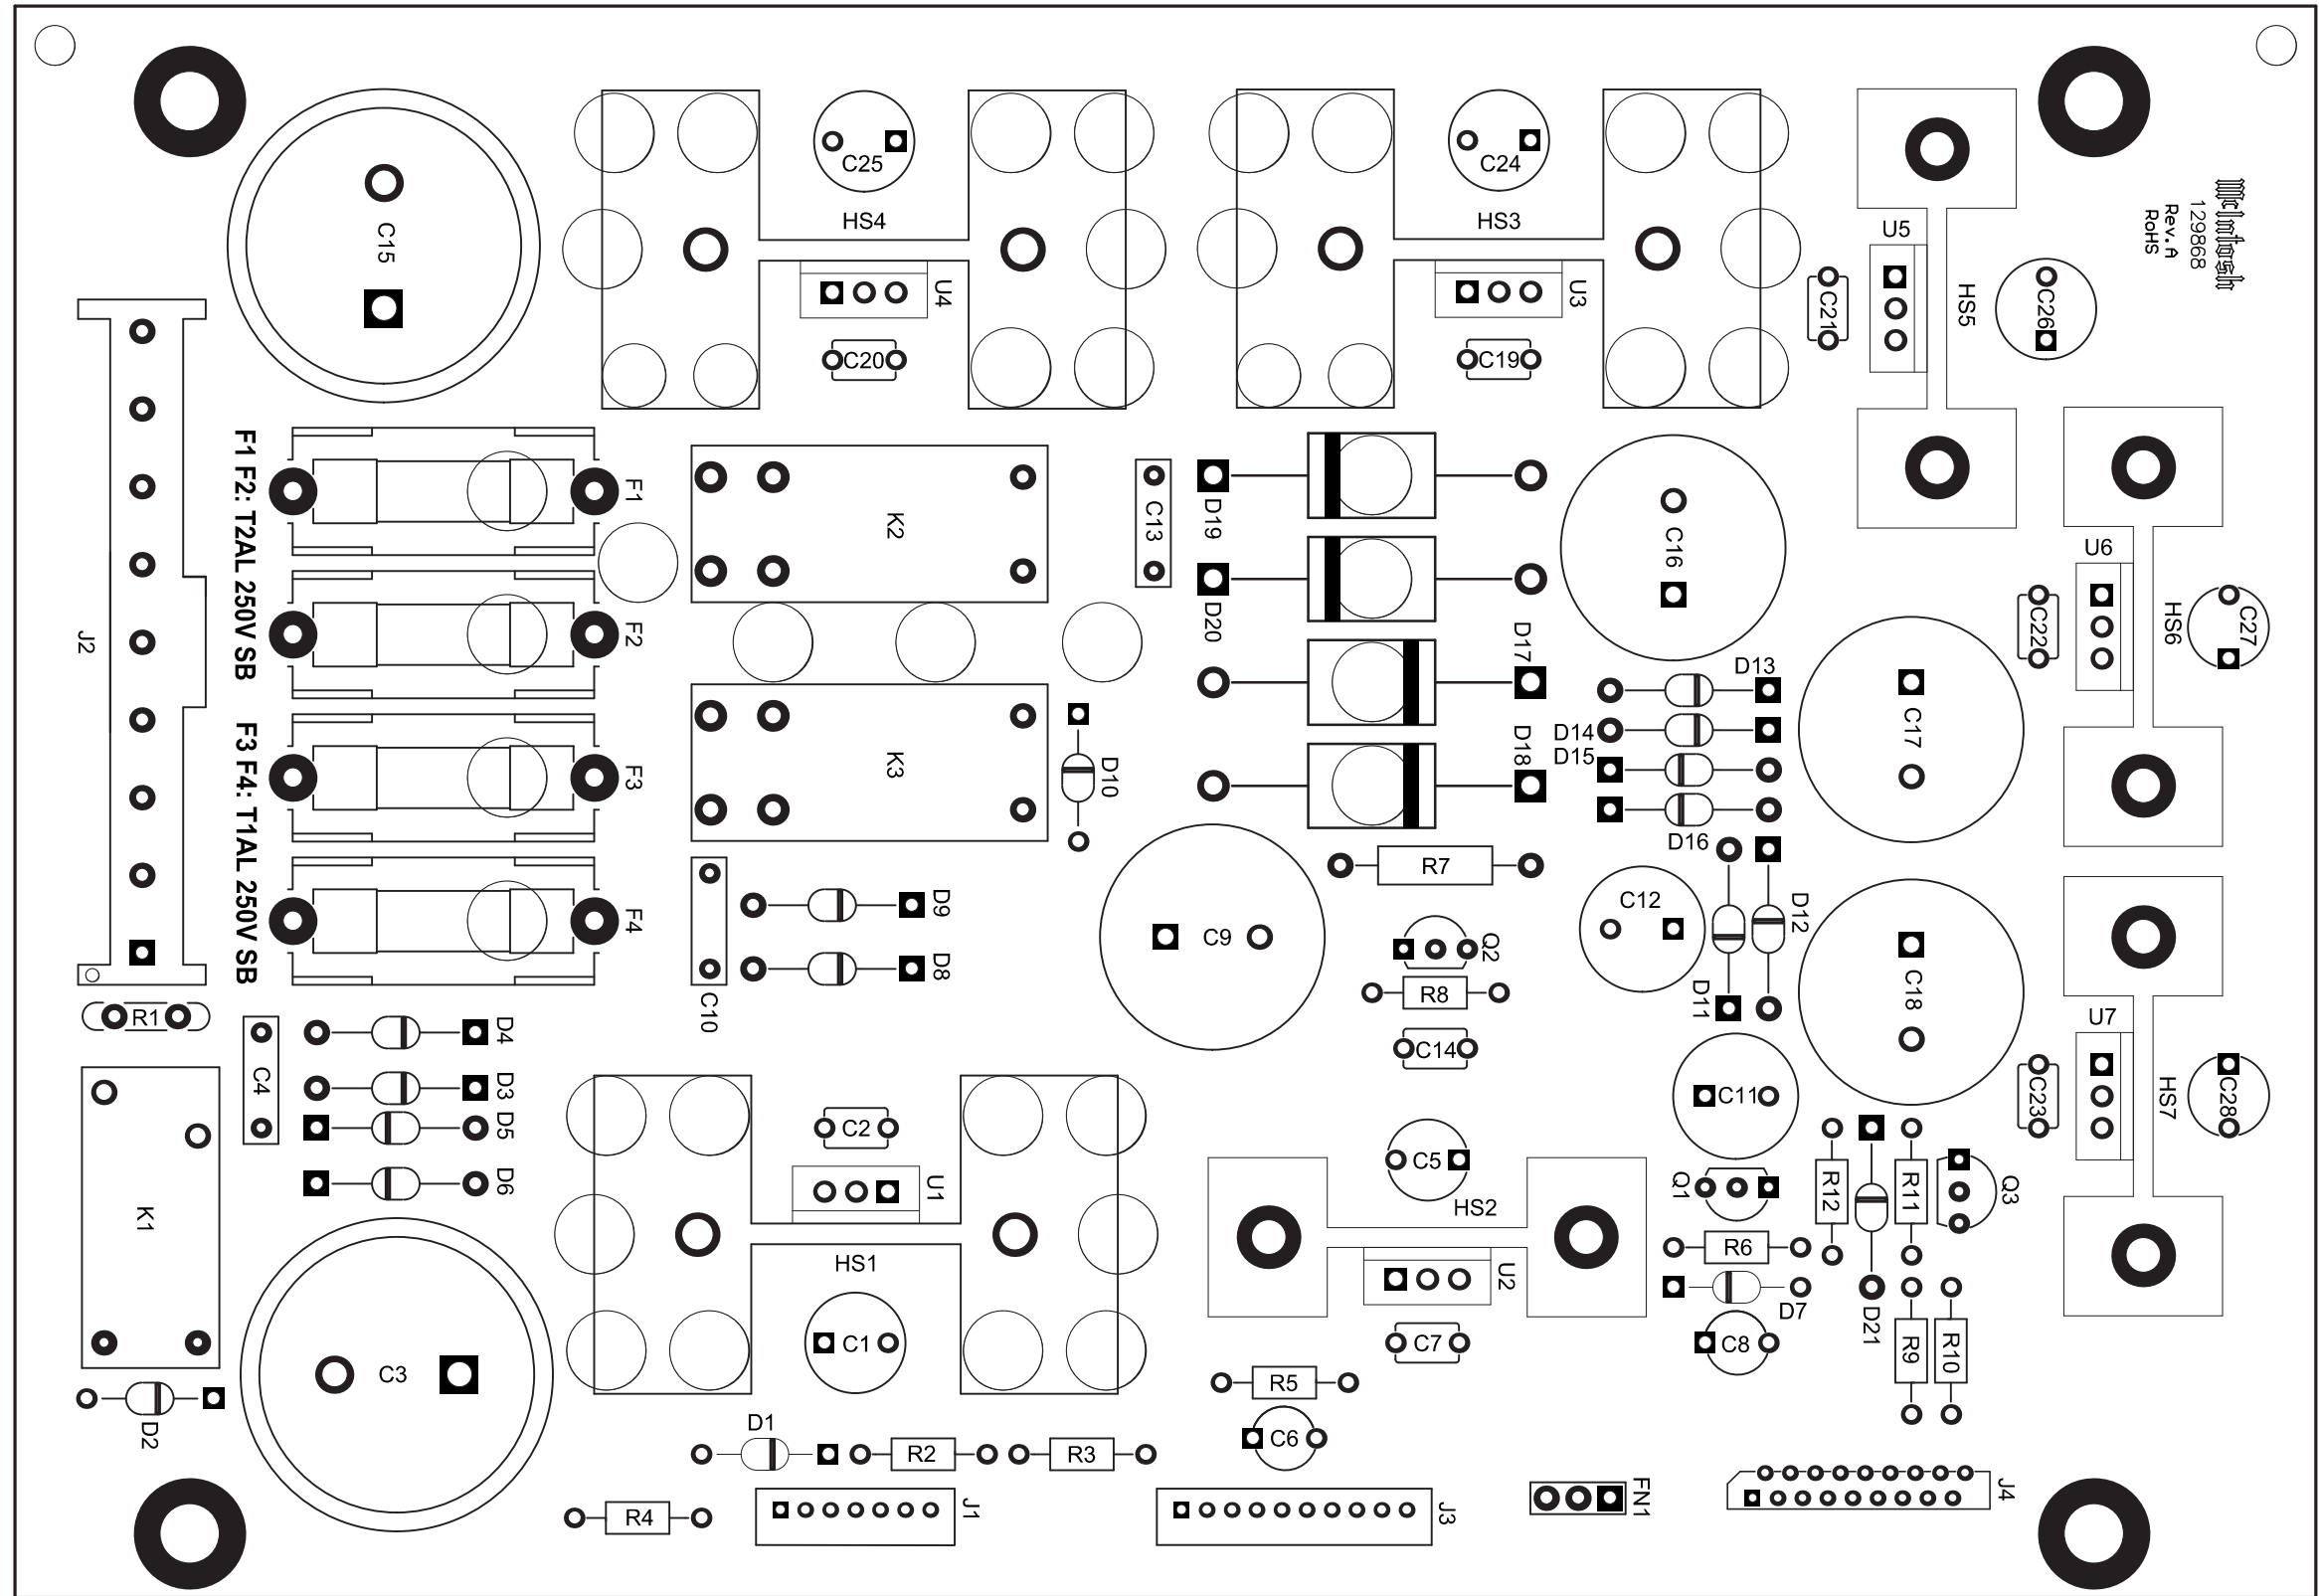 C15
C25
HS4
U4
C20
C24
HS3
U3
C19
U5
C21
HS5
C26
McIntosh
129868
Rev.A
RoHS
J2
F1 F2: T2AL 250V SB
F3 F4: T1AL 250V SB
F1
F2
F3
F4
K2
K3
C13
D19
D20
D17
D18
C16
D13
D14
D15
D16
C17
U6
C22
HS6
C27
D10
D9
D8
C10
C9
R7
Q2
R8
C14
C12
D11
D12
C18
U7
C23
HS7
C28
R1
C4
D4
D3
D5
D6
K1
D2
C3
C2
U1
HS1
C1
C5
HS2
U2
C7
C11
Q1
R12
R11
Q3
R6
D7
D21
C8
R9
R10
R5
C6
D1
R2
R3
R4
J1
J3
FN1
J4